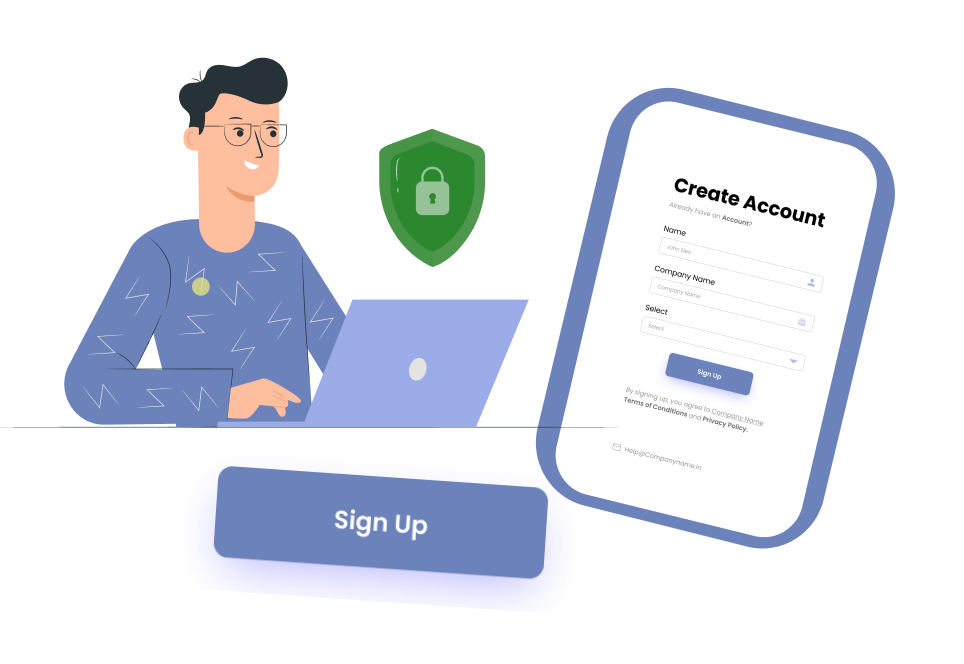 Create Account
Already have an Account?
Name
John Deo
Company Name
Company Name
Select
Select
Sign Up
By signing up, you agree to Company Name
Terms of Conditions and Privacy Policy.
Help@Companyname.in
Sign Up